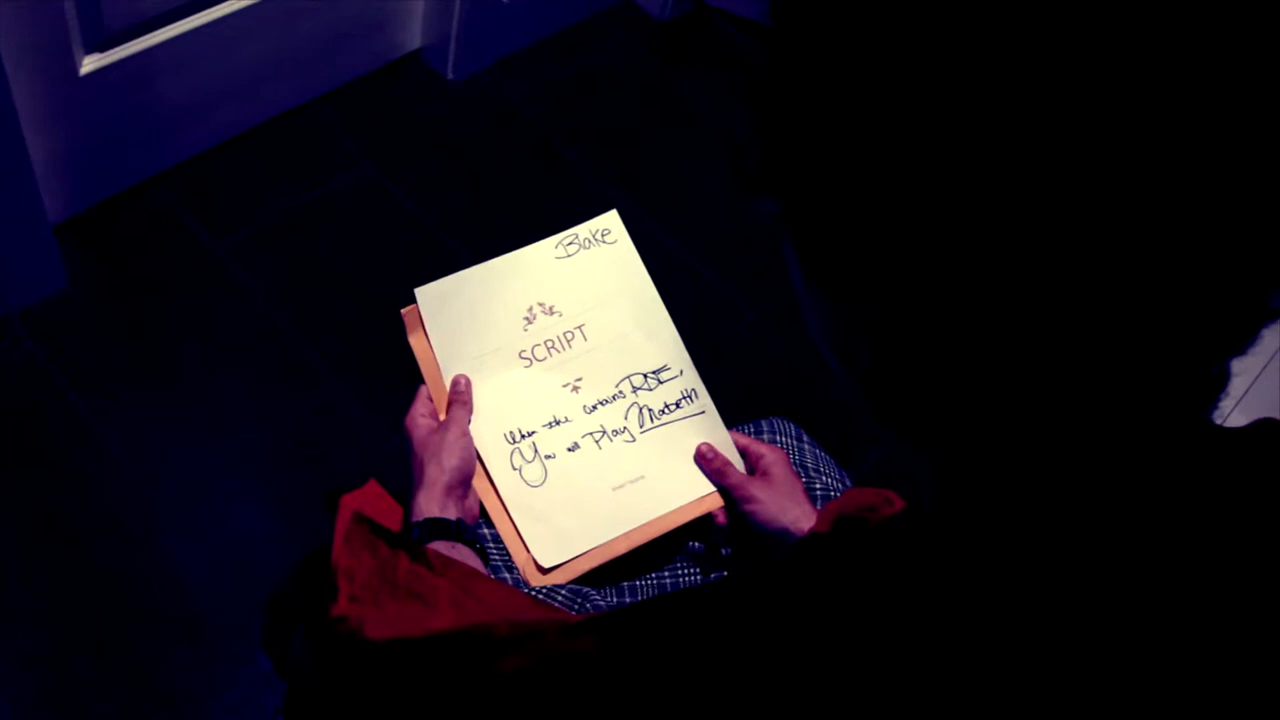 Blake
SCRIPT
When the curtains RISE,
You will Play Macbeth